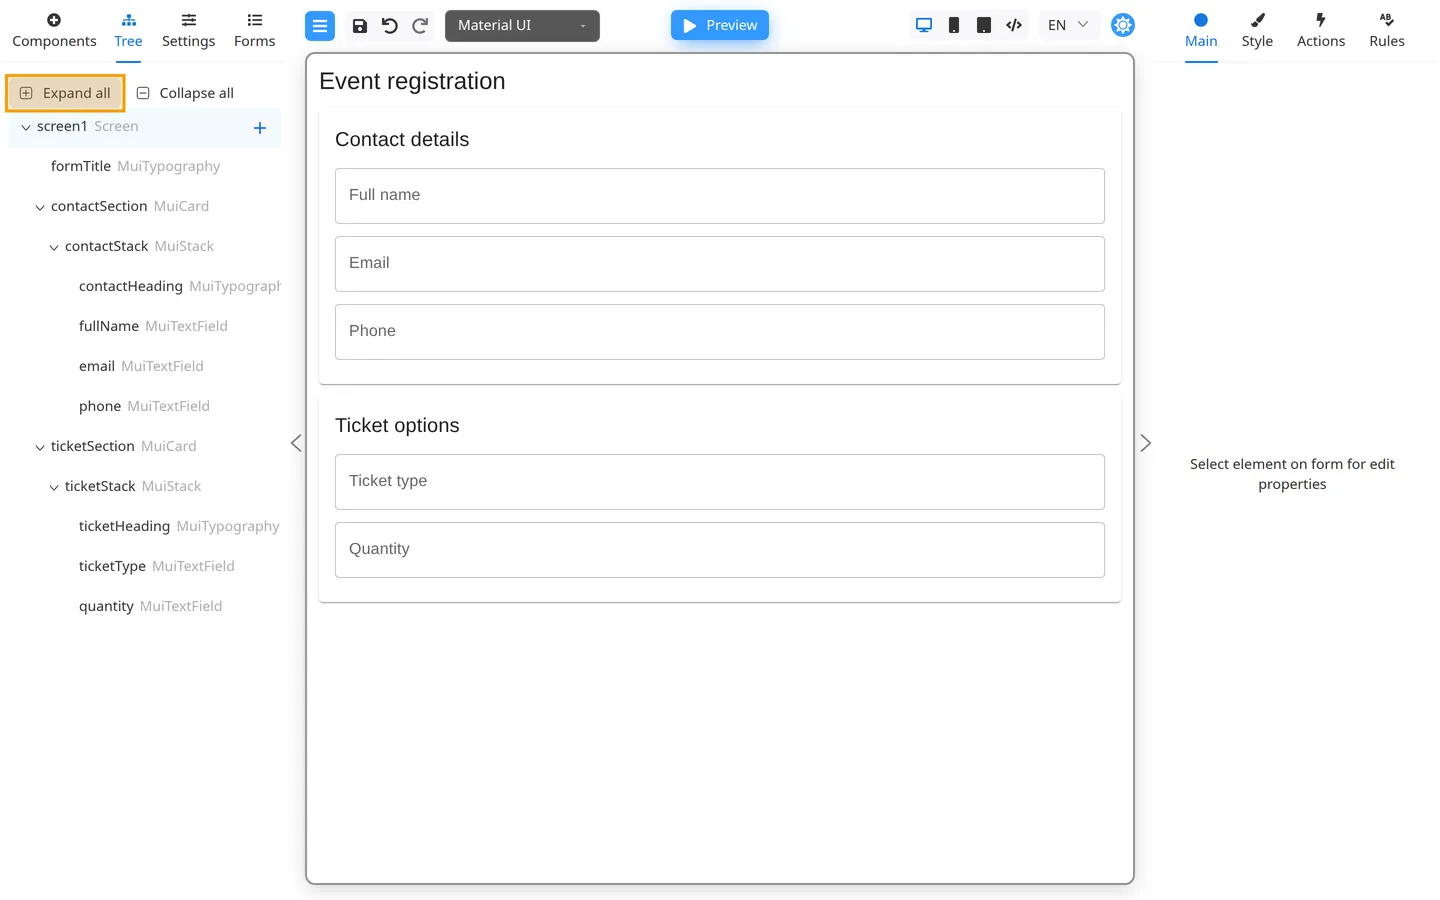 Components Tree Settings Forms
Material UI
Preview
EN
Main Style Actions AB Rules
Expand all Collapse all
screen1 Screen
formTitle MuiTypography
contactSection MuiCard
contactStack MuiStack
contactHeading MuiTypograph
fullName MuiTextField
email MuiTextField
phone MuiTextField
ticketSection MuiCard
ticketStack MuiStack
ticketHeading MuiTypography
ticketType MuiTextField
quantity MuiTextField
Event registration
Contact details
Full name
Email
Phone
Ticket options
Ticket type
Quantity
Select element on form for edit
properties